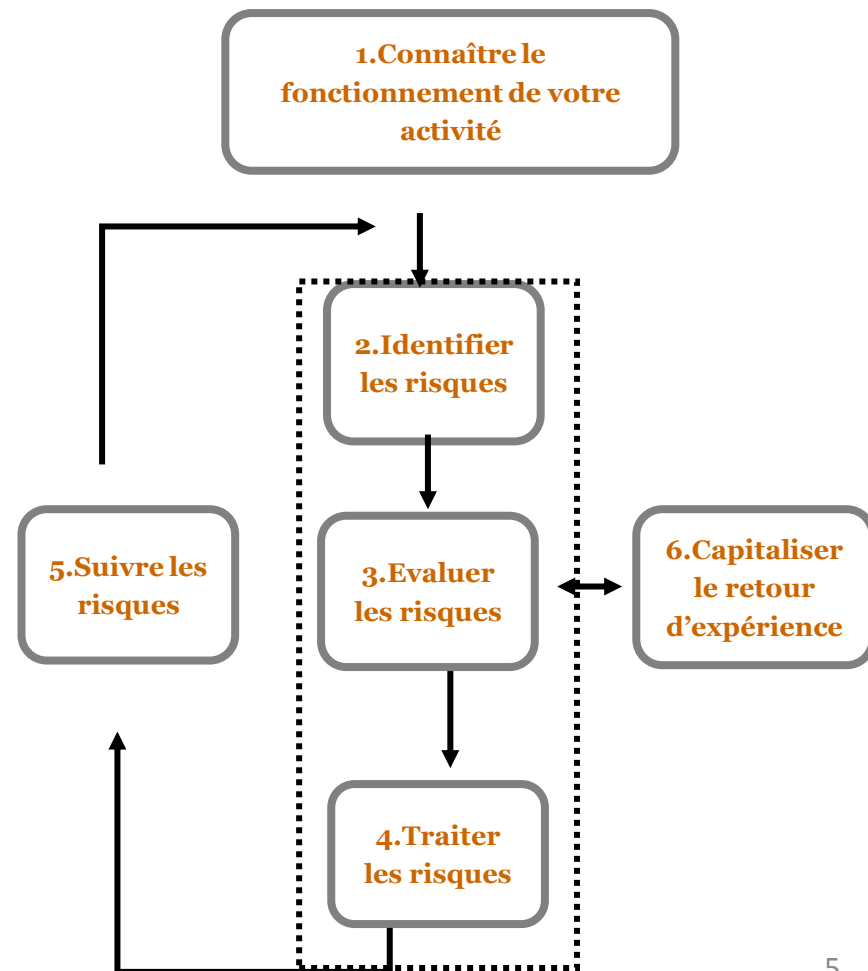 1.Connaître le
fonctionnement de votre
activité
2.Identifier
les risques
5.Suivre les
risques
3.Evaluer
les risques
6.Capitaliser
le retour
d’expérience
4.Traiter
les risques
5